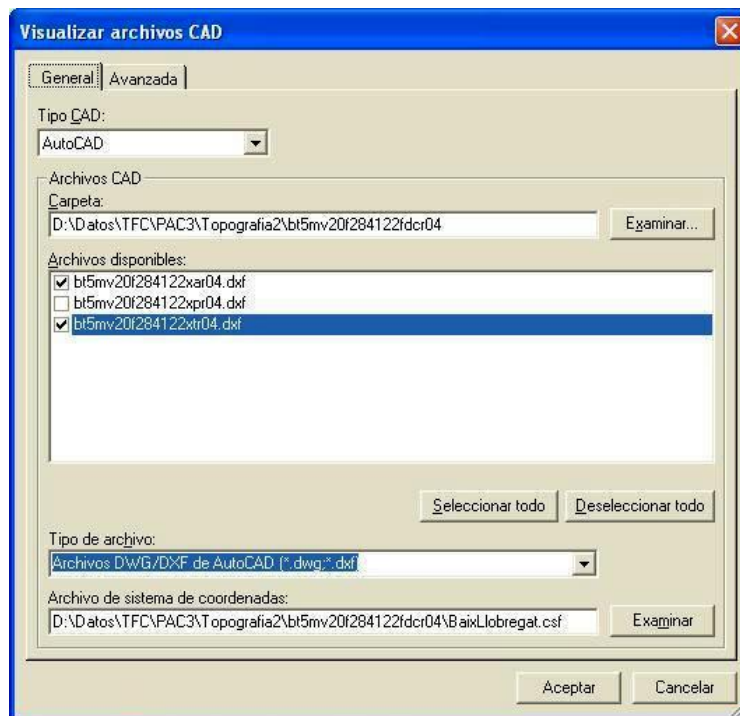 Visualizar archivos CAD
General
Avanzada
Tipo CAD:
AutoCAD
Archivos CAD
Carpeta:
D:\Datos\TFC\PAC3\Topografia2\bt5mv20f284122fdcr04
Examinar...
Archivos disponibles:
bt5mv20f284122xar04.dxf
bt5mv20f284122xpr04.dxf
bt5mv20f284122xtr04.dxf
Seleccionar todo
Deseleccionar todo
Tipo de archivo:
Archivos DWG/DXF de AutoCAD (*.dwg;*.dxf)
Archivo de sistema de coordenadas:
D:\Datos\TFC\PAC3\Topografia2\bt5mv20f284122fdcr04\BaixLlobregat.csf
Examinar
Aceptar
Cancelar